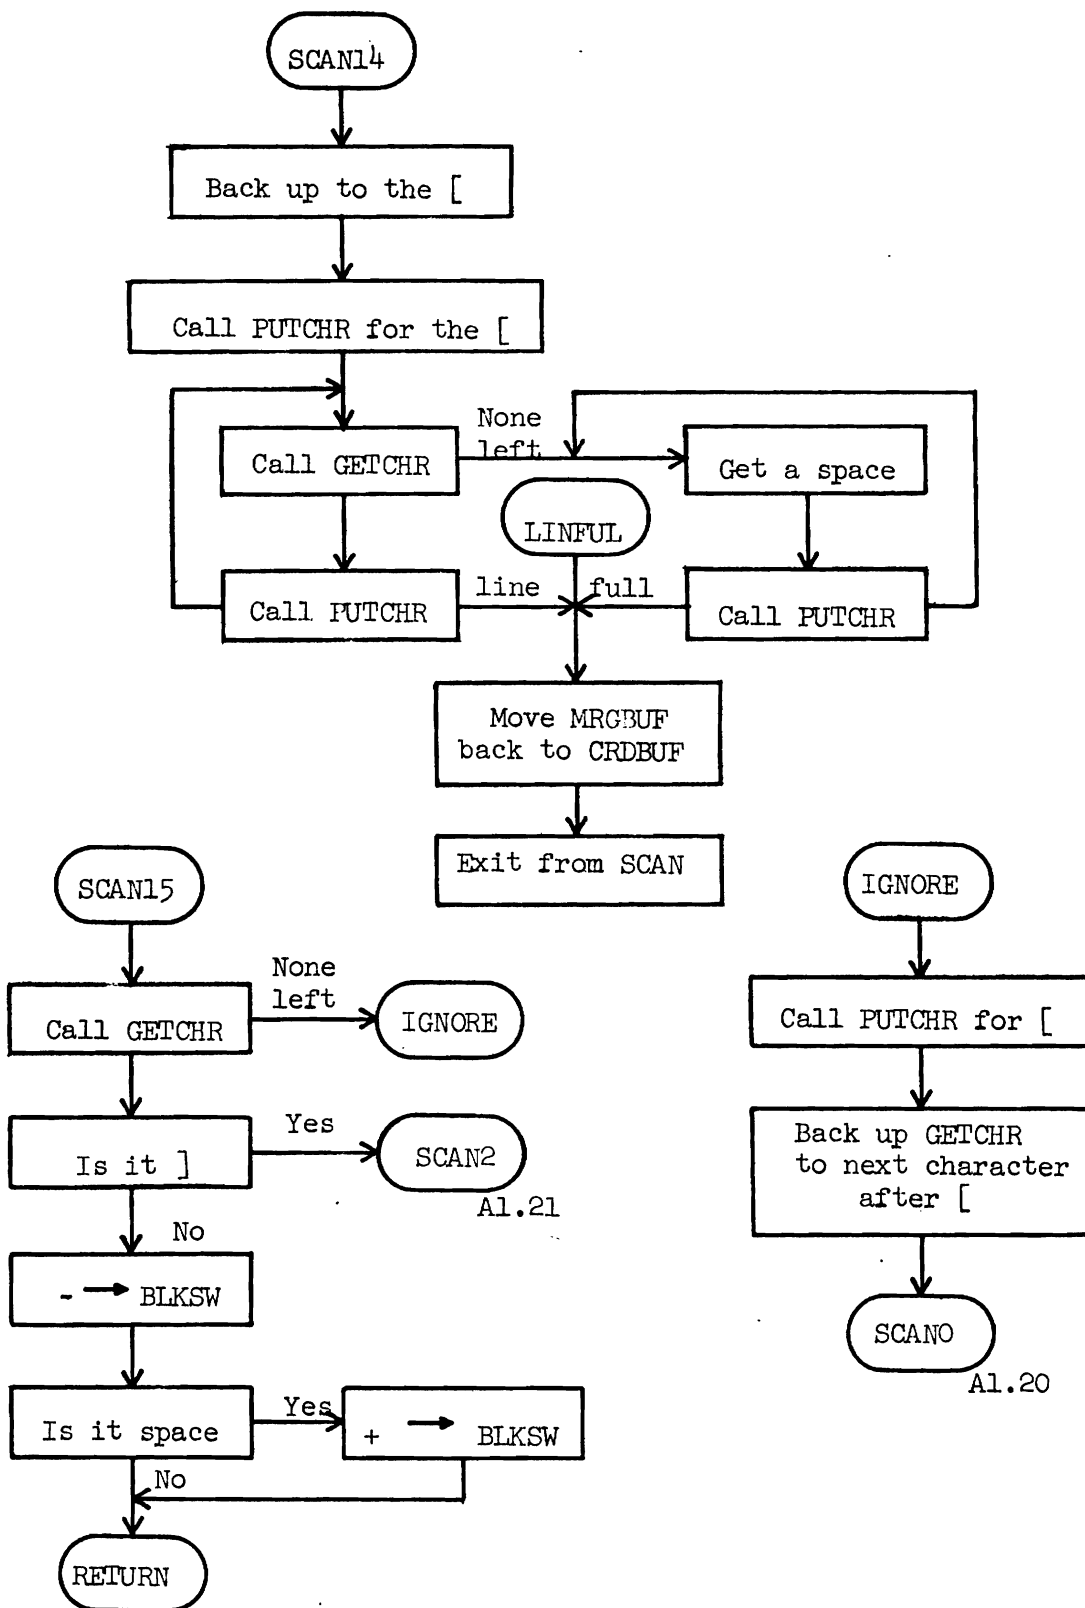 SCAN14
Back up to the [
Call PUTCHR for the [
None
left
Call GETCHR
Get a space
LINFUL
line
full
Call PUTCHR
Call PUTCHR
Move MRGBUF
back to CRDBUF
Exit from SCAN
SCAN15
None
left
Call GETCHR
IGNORE
Is it ]
Yes
SCAN2
A1.21
No
- → BLKSW
Is it space
Yes
+ → BLKSW
No
RETURN
IGNORE
Call PUTCHR for [
Back up GETCHR
to next character
after [
SCANO
A1.20